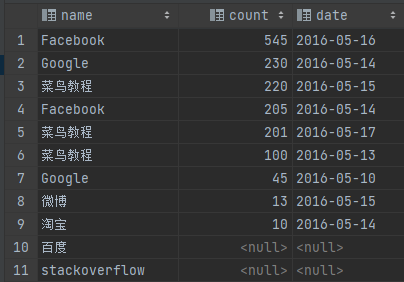 name count date
1 Facebook 545 2016-05-16
2 Google 230 2016-05-14
3 菜鸟教程 220 2016-05-15
4 Facebook 205 2016-05-14
5 菜鸟教程 201 2016-05-17
6 菜鸟教程 100 2016-05-13
7 Google 45 2016-05-10
8 微博 13 2016-05-15
9 淘宝 10 2016-05-14
10 百度 <null> <null>
11 stackoverflow <null> <null>